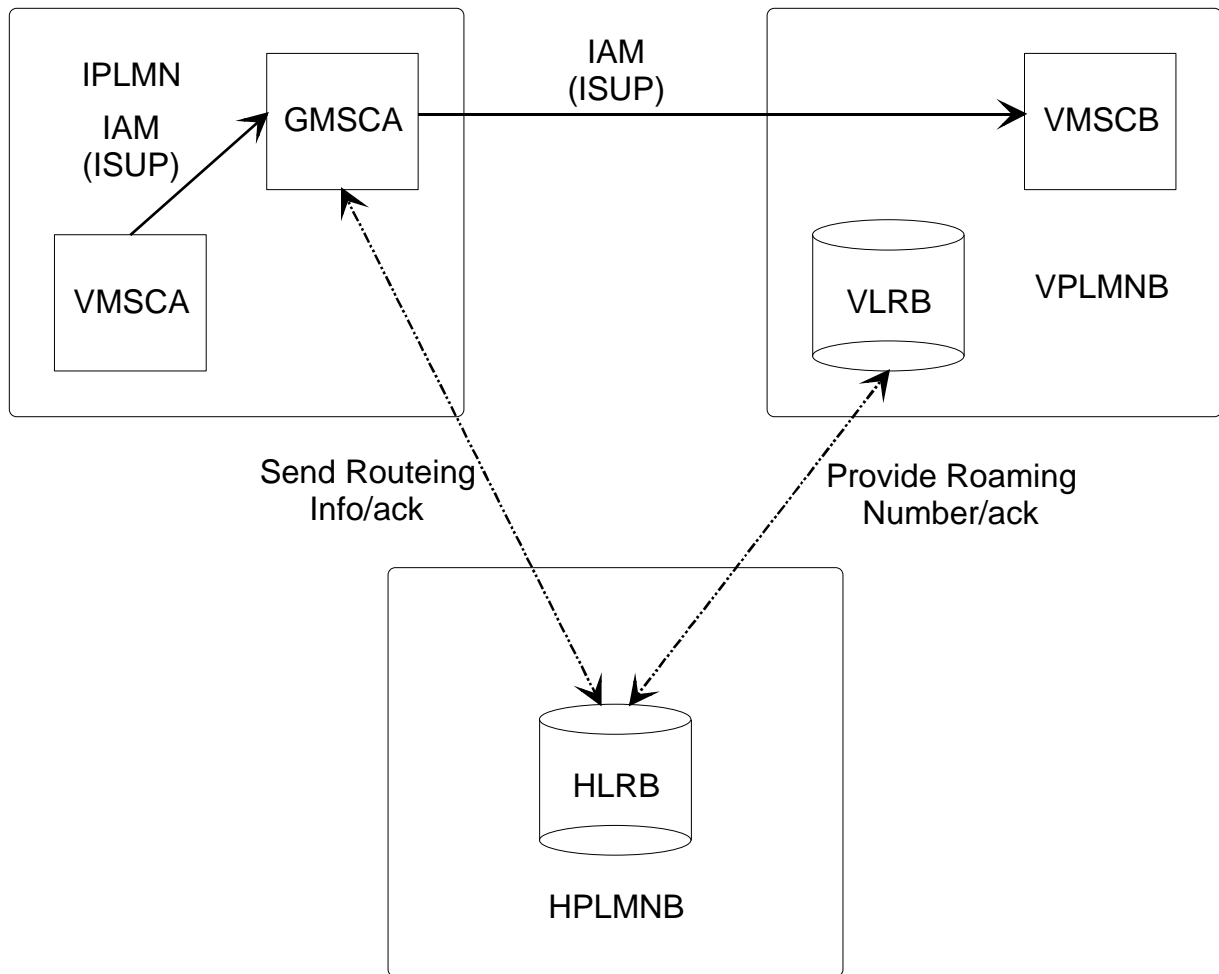 IPLMN
IAM
(ISUP)
GMSCA
VMSCA
IAM
(ISUP)
VMSCB
VLRB
VPLMNB
Send Routeing
Info/ack
Provide Roaming
Number/ack
HLRB
HPLMNB